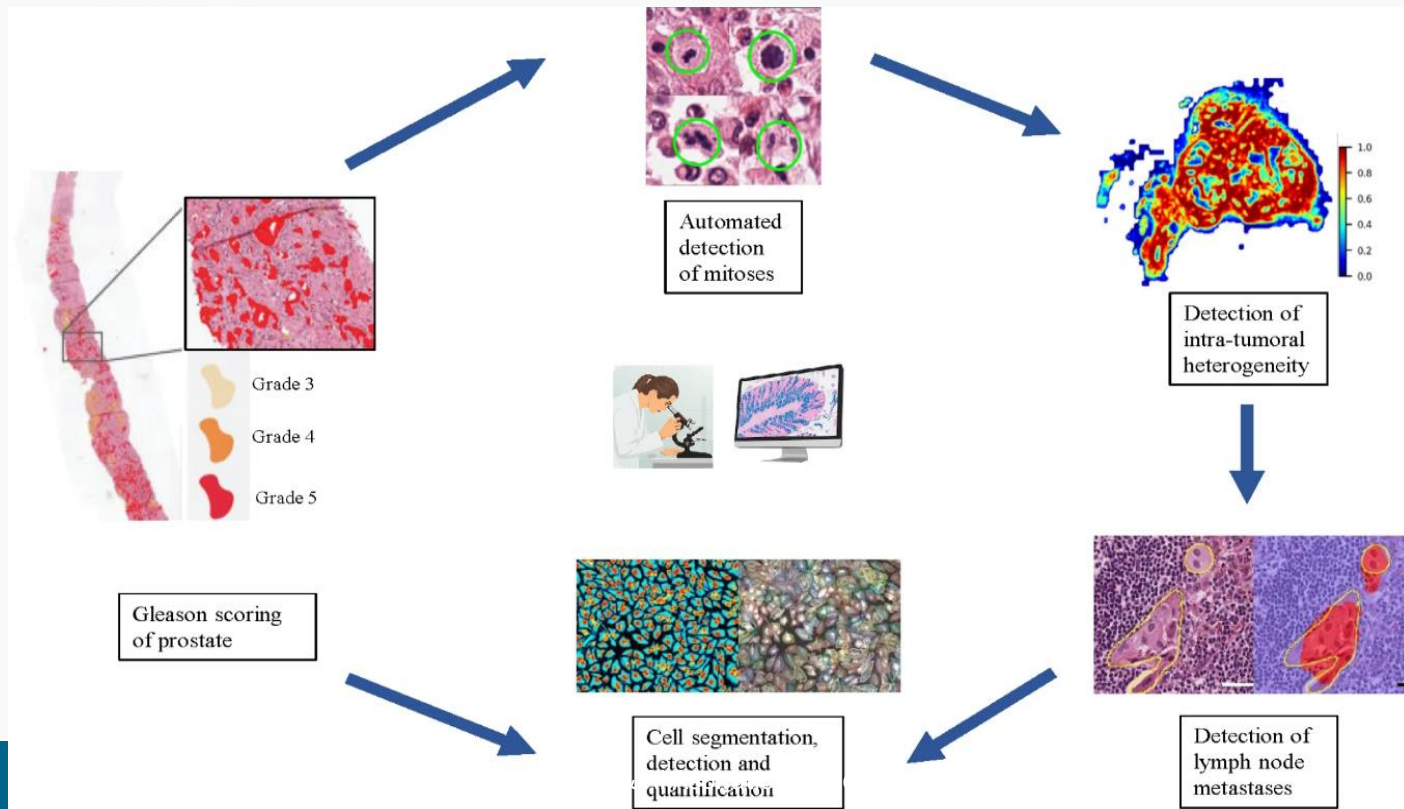 Automated
detection
of mitoses
1.0
0.8
0.6
0.4
0.2
0.0
Detection of
intra-tumoral
heterogeneity
Grade 3
Grade 4
Grade 5
Gleason scoring
of prostate
Cell segmentation,
detection and
quantification
Detection of
lymph node
metastases